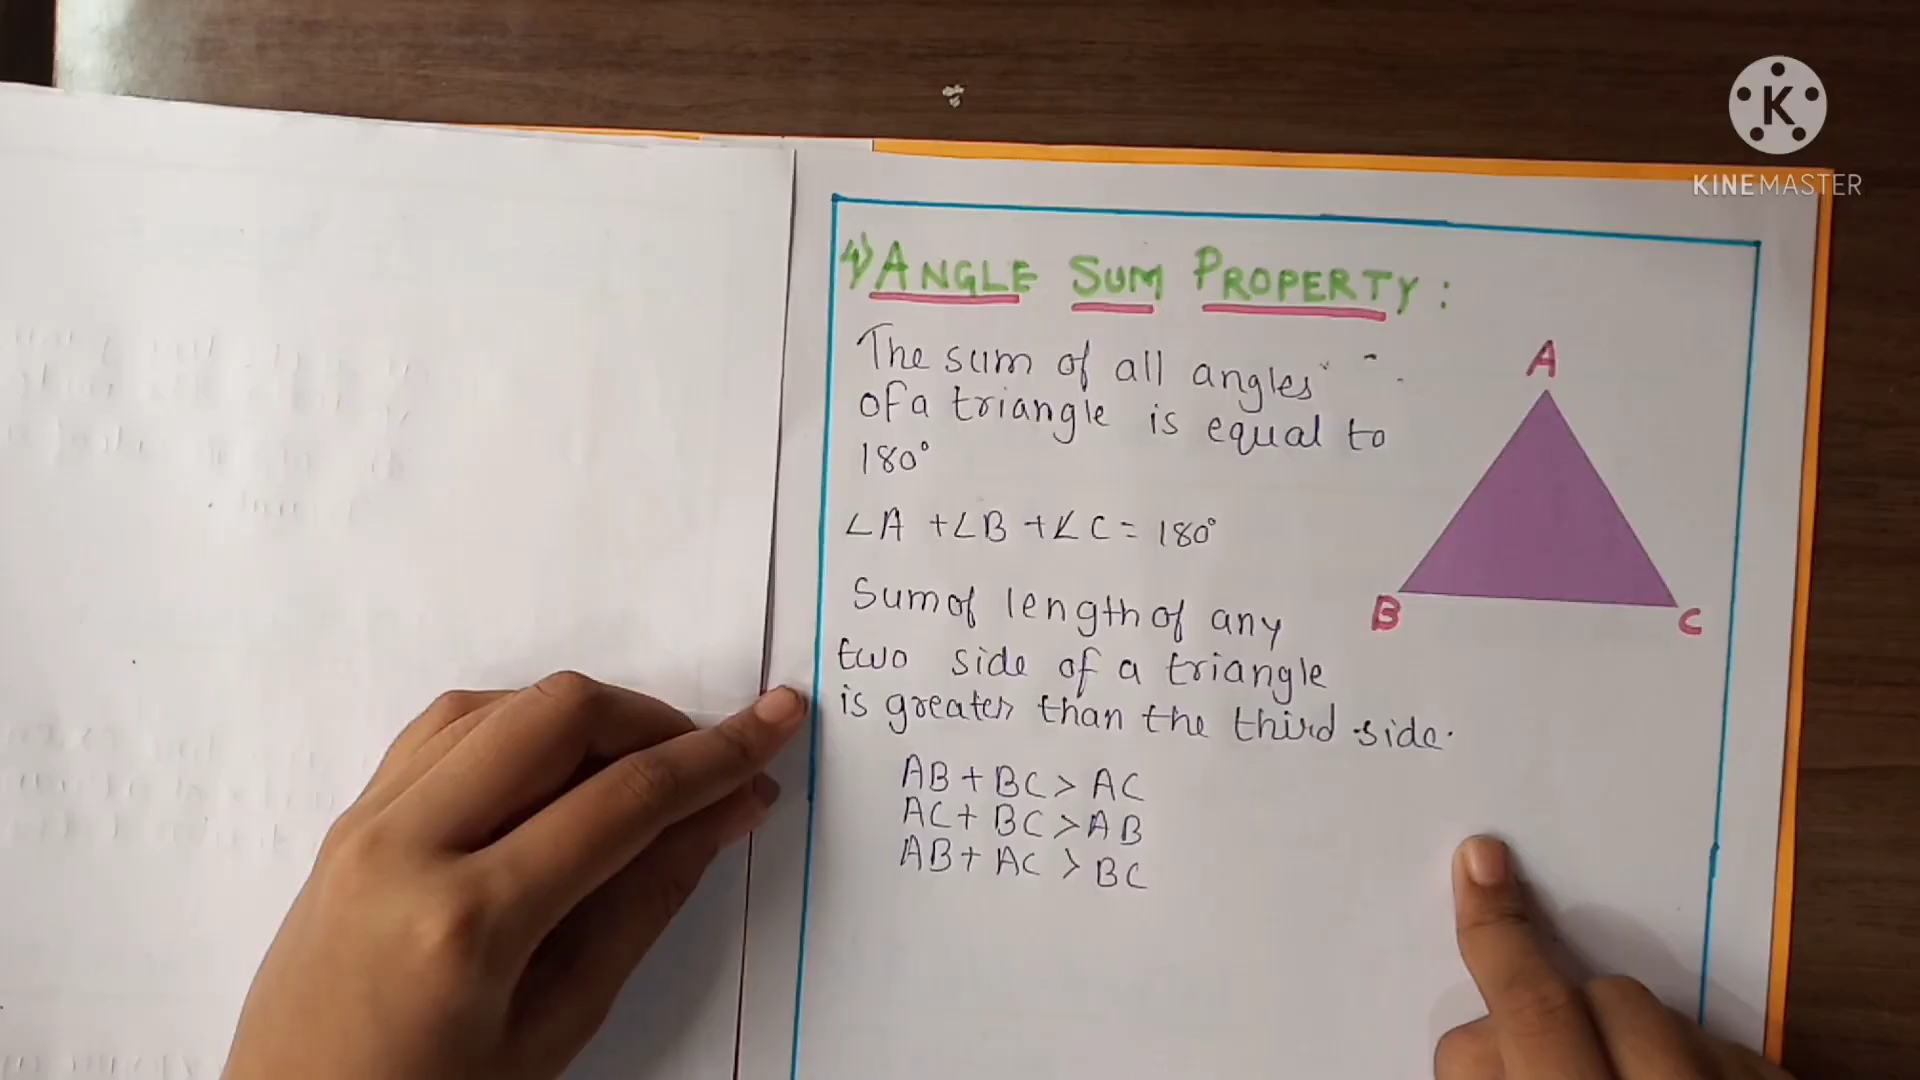 KINEMASTER
4) ANGLE SUM PROPERTY:
The sum of all angles
of a triangle is equal to
180°
∠A + ∠B + ∠C = 180°
Sum of length of any
two side of a triangle
is greater than the third side.
AB + BC > AC
AC + BC > AB
AB + AC > BC
A
B
C